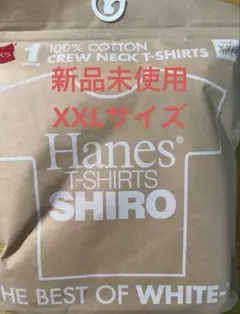 1
100% COTTON
CREW NECK T-SHIRTS
新品未使用
XXLサイズ
Hanes®
T-SHIRTS
SHIRO
HE BEST OF WHITE-